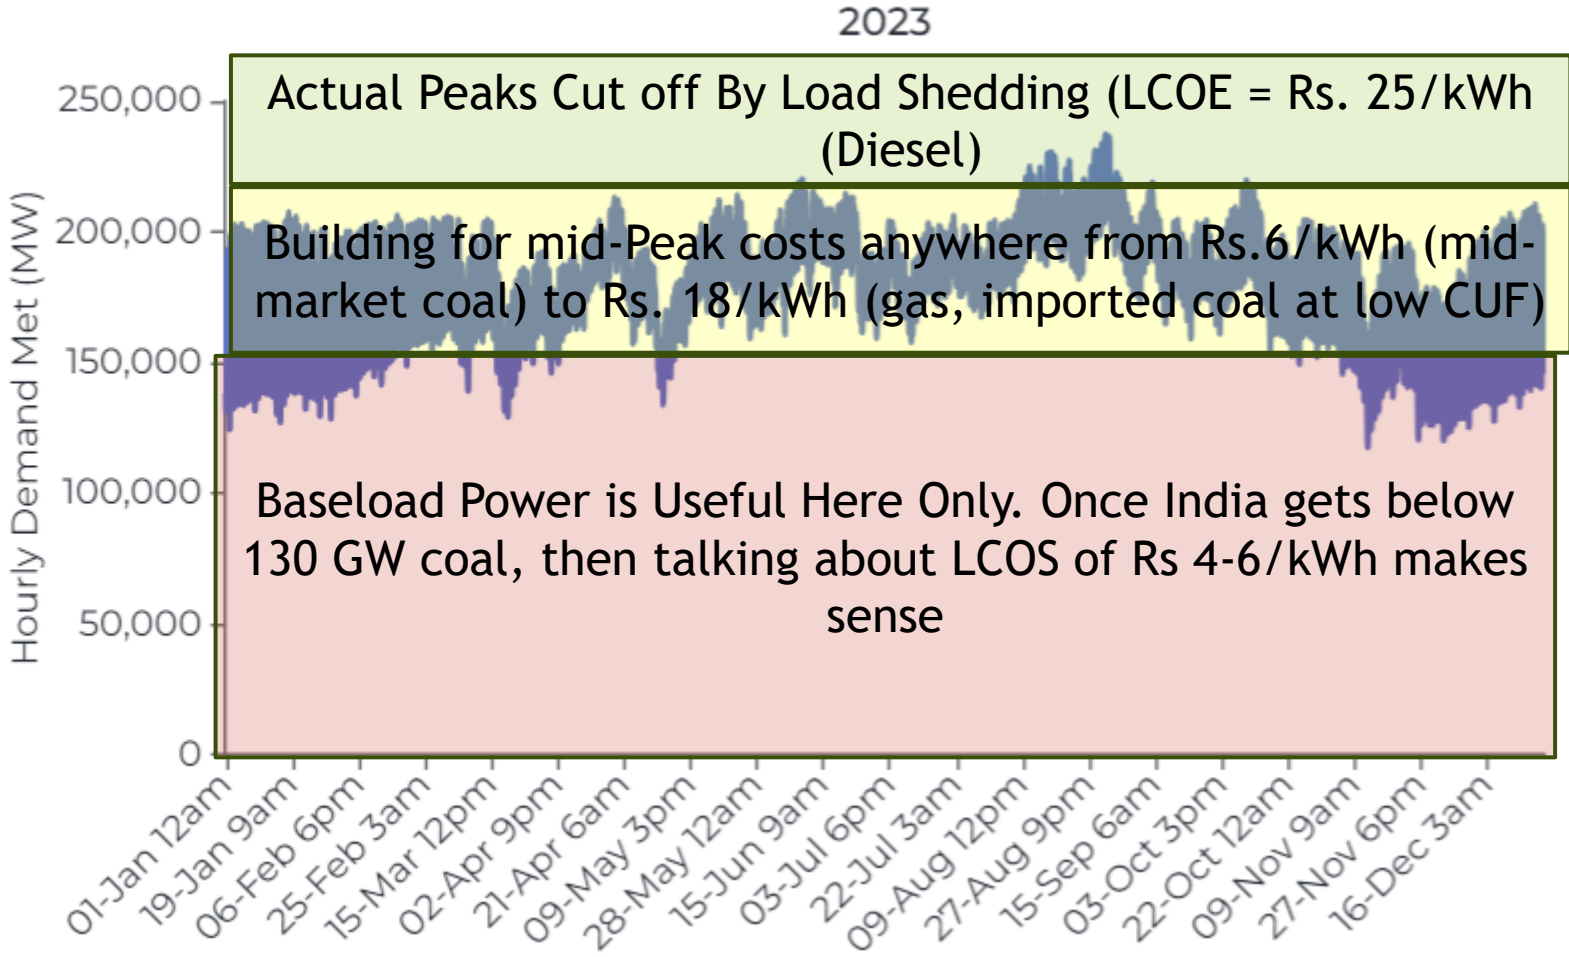 2023
Hourly Demand Met (MW)
250,000
200,000
150,000
100,000
50,000
0
Actual Peaks Cut off By Load Shedding (LCOE = Rs. 25/kWh
(Diesel)
Building for mid-Peak costs anywhere from Rs.6/kWh (mid-
market coal) to Rs. 18/kWh (gas, imported coal at low CUF)
Baseload Power is Useful Here Only. Once India gets below
130 GW coal, then talking about LCOS of Rs 4-6/kWh makes
sense
01-Jan 12am
19-Jan 9am
06-Feb 6pm
25-Feb 3am
15-Mar 12pm
02-Apr 9pm
21-Apr 6am
09-May 3pm
28-May 12am
15-Jun 9am
03-Jul 6pm
22-Jul 3am
09-Aug 12pm
27-Aug 9pm
15-Sep 6am
03-Oct 3pm
22-Oct 12am
09-Nov 9am
27-Nov 6pm
16-Dec 3am